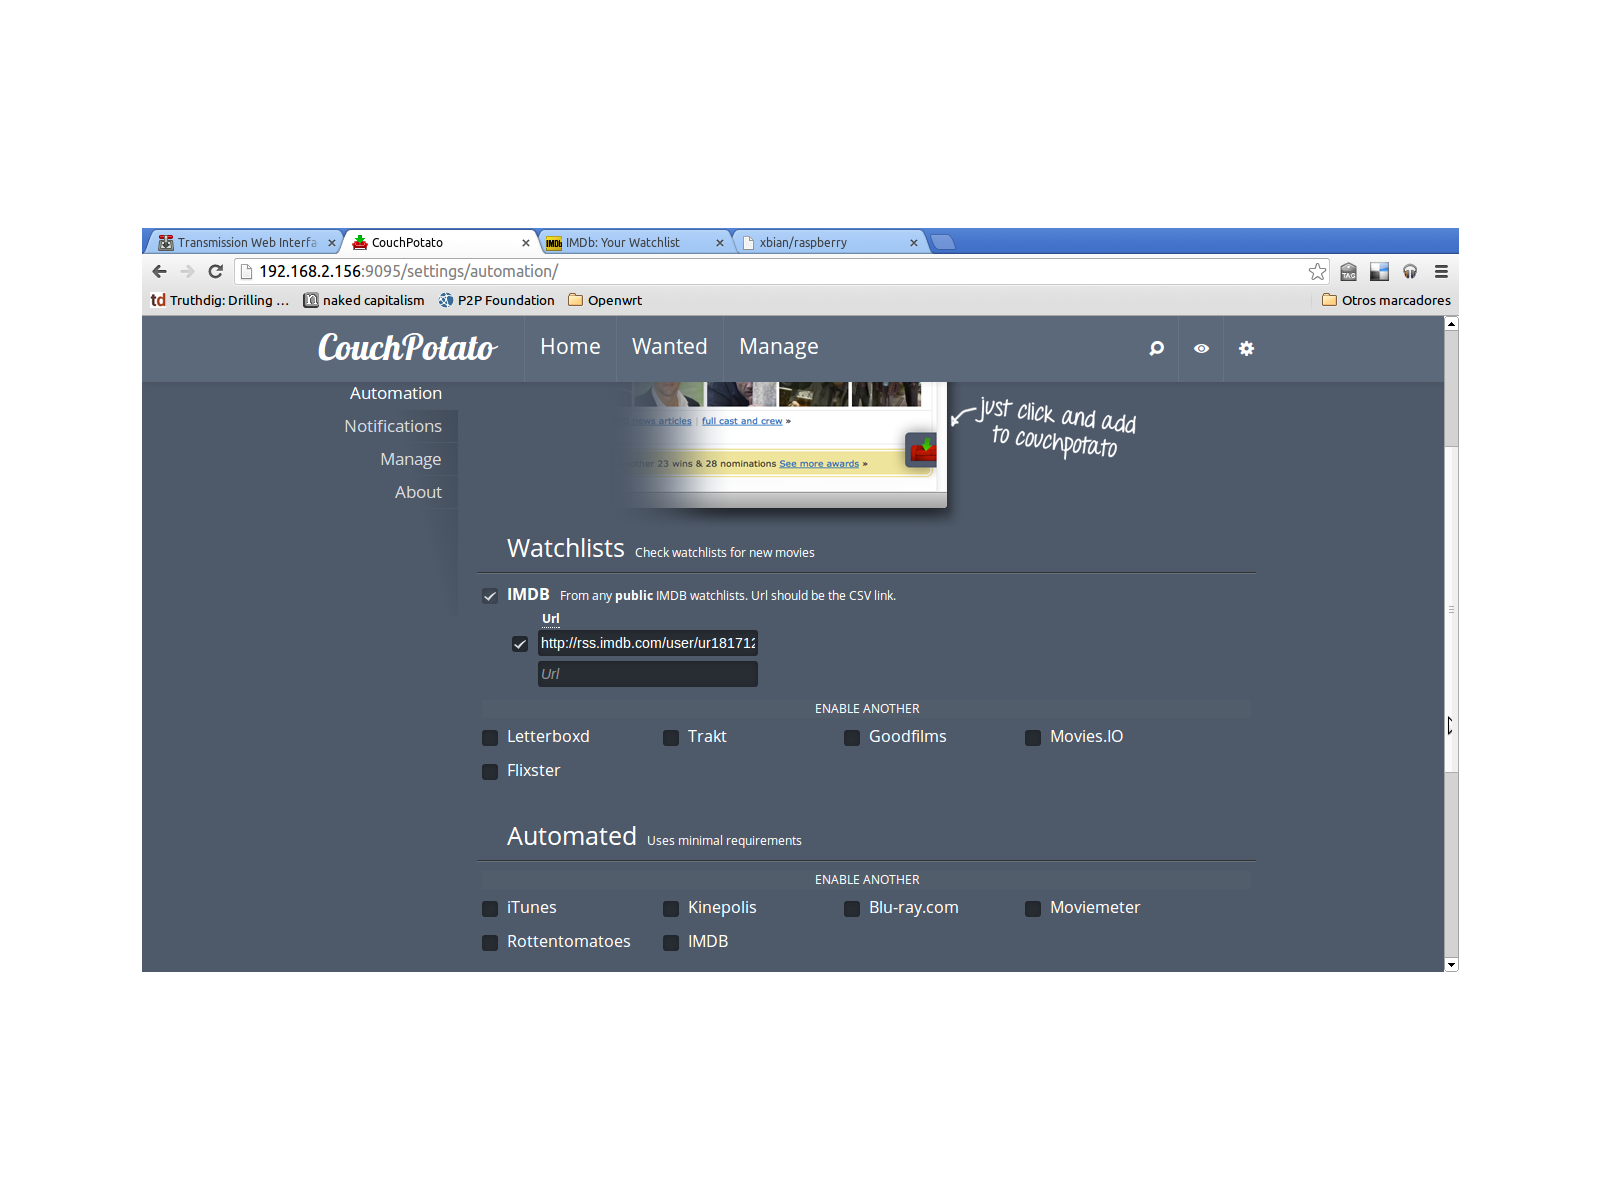 Transmission Web Interfa
CouchPotato
IMDb: Your Watchlist
xbian/raspberry
192.168.2.156:9095/settings/automation/
TAG
td Truthdig: Drilling ...
n naked capitalism
P2P Foundation
Openwrt
Otros marcadores
CouchPotato
Home
Wanted
Manage
Automation
Notifications
Manage
About
news articles | full cast and crew »
other 23 wins & 28 nominations See more awards »
just click and add
to couchpotato
Watchlists Check watchlists for new movies
IMDB From any public IMDB watchlists. Url should be the CSV link.
Url
http://rss.imdb.com/user/ur181712
Url
ENABLE ANOTHER
Letterboxd
Trakt
Goodfilms
Movies.IO
Flixster
Automated Uses minimal requirements
ENABLE ANOTHER
iTunes
Kinepolis
Blu-ray.com
Moviemeter
Rottentomatoes
IMDB